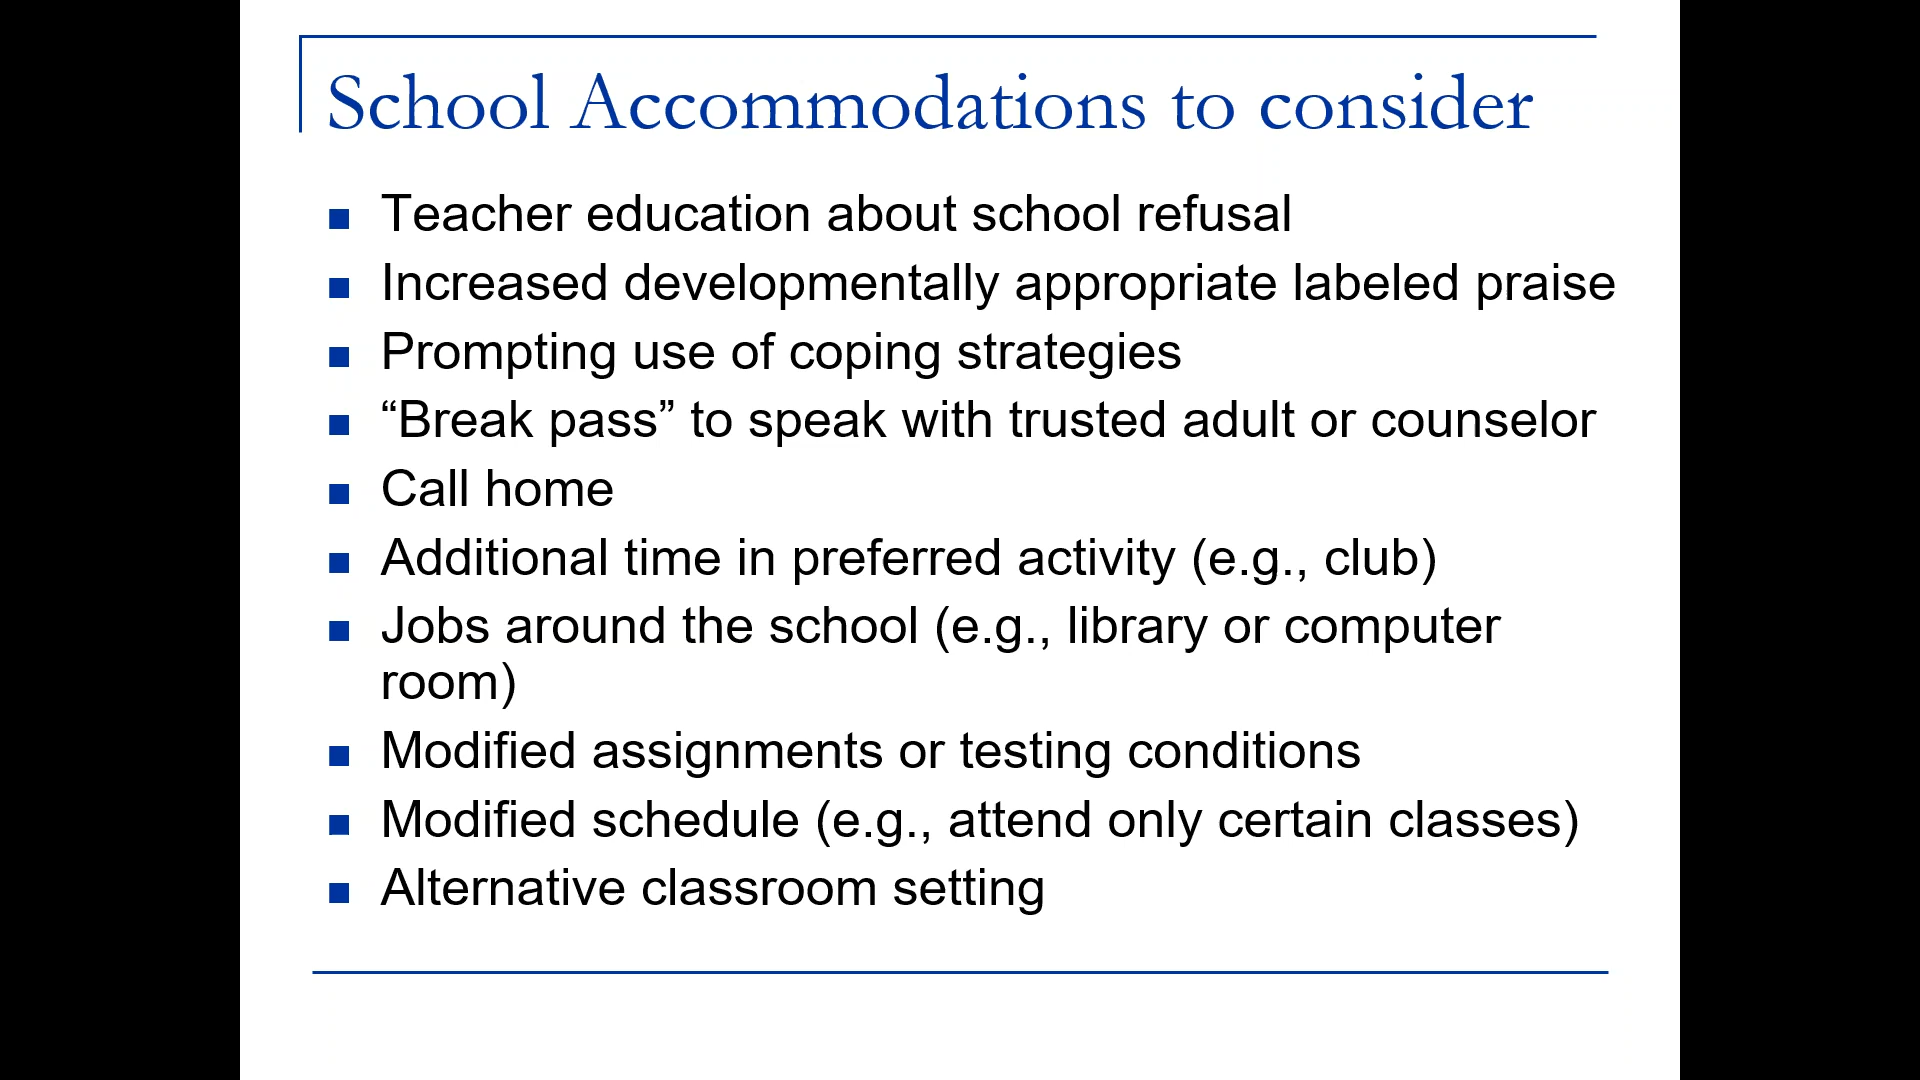 School Accommodations to consider
Teacher education about school refusal
Increased developmentally appropriate labeled praise
Prompting use of coping strategies
“Break pass” to speak with trusted adult or counselor
Call home
Additional time in preferred activity (e.g., club)
Jobs around the school (e.g., library or computer
room)
Modified assignments or testing conditions
Modified schedule (e.g., attend only certain classes)
Alternative classroom setting